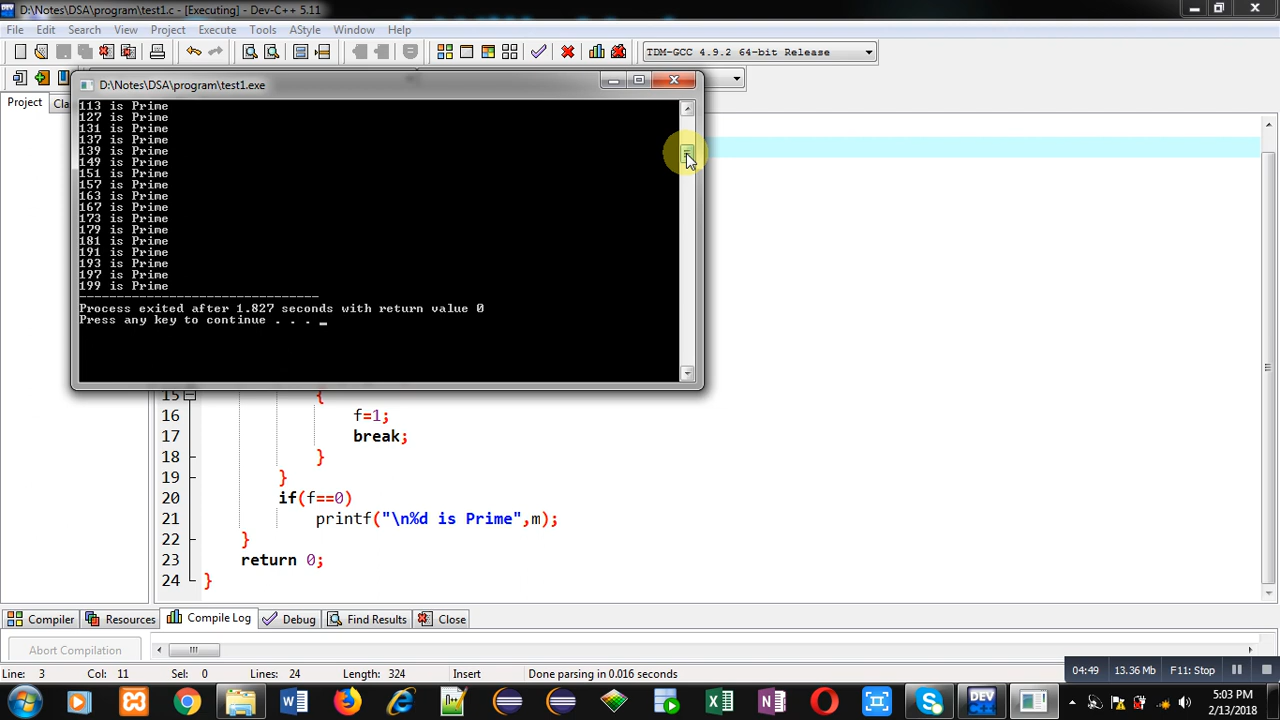 D:\Notes\DSA\program\test1.c - [Executing] - Dev-C++ 5.11
File Edit Search View Project Execute Tools AStyle Window Help
TDM-GCC 4.9.2 64-bit Release
D:\Notes\DSA\program\test1.exe
Project Cla
113 is Prime
127 is Prime
131 is Prime
137 is Prime
139 is Prime
149 is Prime
151 is Prime
157 is Prime
163 is Prime
167 is Prime
173 is Prime
179 is Prime
181 is Prime
191 is Prime
193 is Prime
197 is Prime
199 is Prime
--------------------------------
Process exited after 1.827 seconds with return value 0
Press any key to continue . . . _
15 {
16 f=1;
17 break;
18 }
19 }
20 if(f==0)
21 printf("\n%d is Prime",m);
22 }
23 return 0;
24 }
Compiler Resources Compile Log Debug Find Results Close
Abort Compilation
Line: 3 Col: 11 Sel: 0 Lines: 24 Length: 324 Insert Done parsing in 0.016 seconds
04:49 13.36 Mb F11: Stop
DEV C++
5:03 PM
2/13/2018